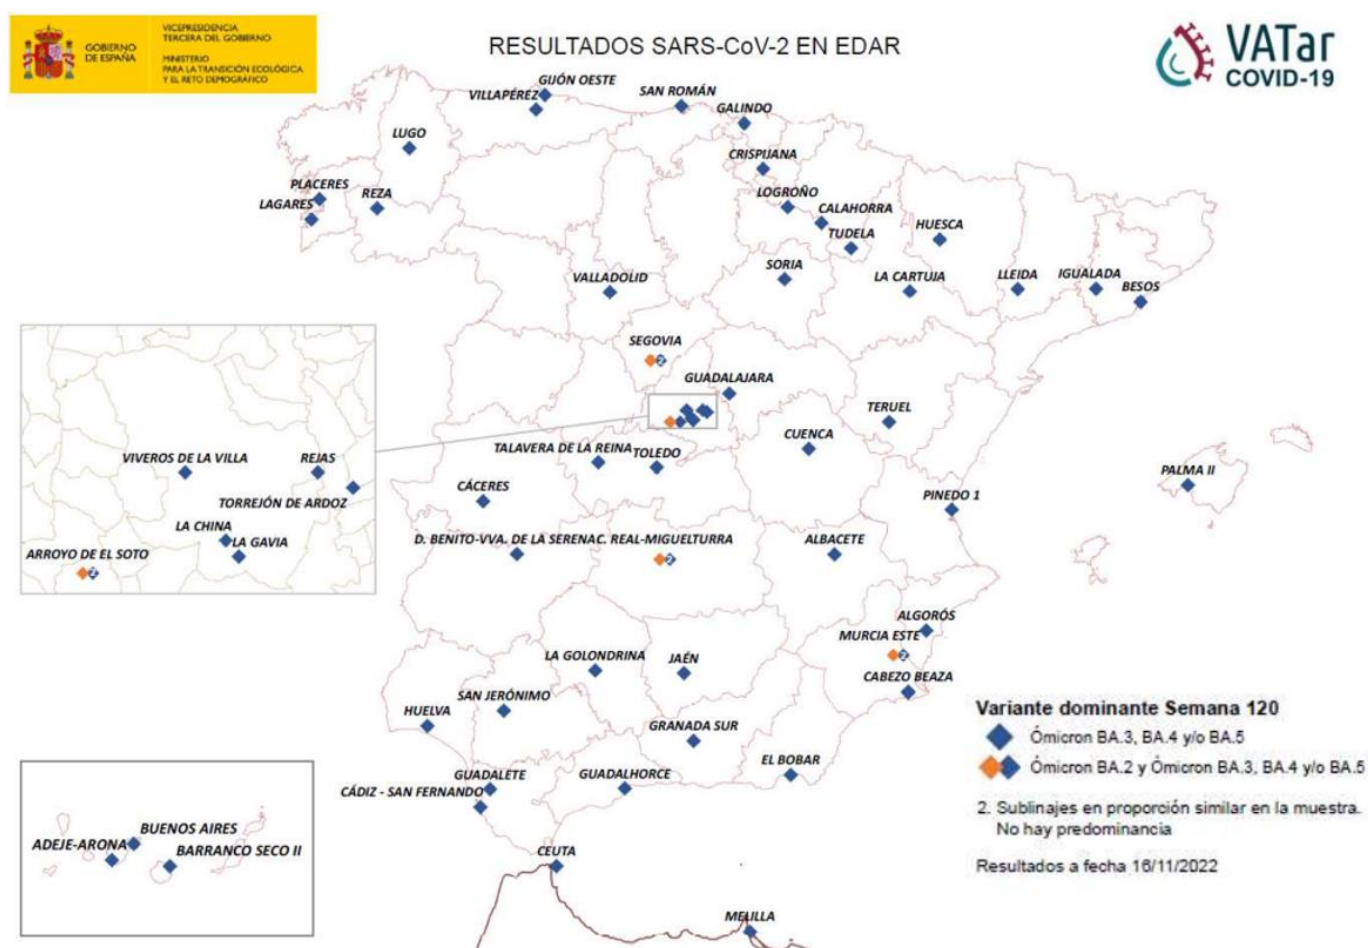 GOBIERNO
DE ESPAÑA
VICEPRESIDENCIA
TERCERA DEL GOBIERNO
MINISTERIO
PARA LA TRANSICIÓN ECOLÓGICA
Y EL RETO DEMOGRÁFICO
RESULTADOS SARS-CoV-2 EN EDAR
VATar
COVID-19
GIJÓN OESTE
VILLAPÉREZ
SAN ROMÁN
GALINDO
LUGO
CRISPIJANA
PLACERES
REZA
LAGARES
LOGROÑO
CALAHORRA
TUDELA
HUESCA
SORIA
VALLADOLID
LA CARTUJA
LLEIDA
IGUALADA
BESOS
SEGOVIA
2
GUADALAJARA
TERUEL
CUENCA
TALAVERA DE LA REINA
TOLEDO
CÁCERES
PALMA II
PINEDO 1
D. BENITO-VVA. DE LA SERENA
C. REAL-MIGUELTURRA
2
ALBACETE
VIVEROS DE LA VILLA
REJAS
TORREJÓN DE ARDOZ
LA CHINA
LA GAVIA
ARROYO DE EL SOTO
2
ALGORÓS
MURCIA ESTE
2
CABEZO BEAZA
LA GOLONDRINA
JAÉN
SAN JERÓNIMO
HUELVA
GRANADA SUR
EL BOBAR
GUADALETE
GUADALHORCE
CÁDIZ - SAN FERNANDO
CEUTA
MELILLA
BUENOS AIRES
ADEJE-ARONA
BARRANCO SECO II
Variante dominante Semana 120
Ómicron BA.3, BA.4 y/o BA.5
Ómicron BA.2 y Ómicron BA.3, BA.4 y/o BA.5
2. Sublinajes en proporción similar en la muestra.
No hay predominancia
Resultados a fecha 16/11/2022